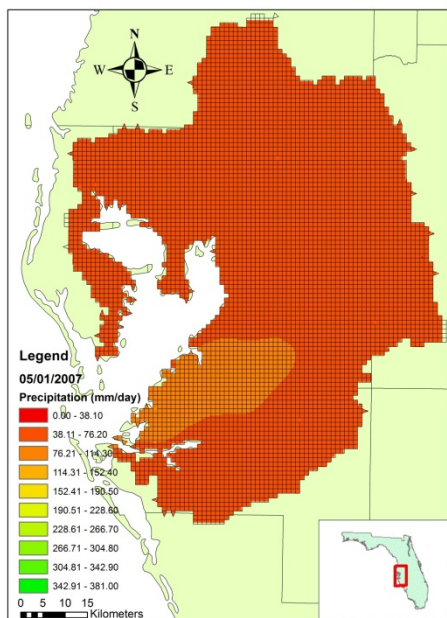 N
W E
S
Legend
05/01/2007
Precipitation (mm/day)
0.00 - 38.10
38.11 - 76.20
76.21 - 114.30
114.31 - 152.40
152.41 - 190.50
190.51 - 228.60
228.61 - 266.70
266.71 - 304.80
304.81 - 342.90
342.91 - 381.00
0 5 10 15
Kilometers